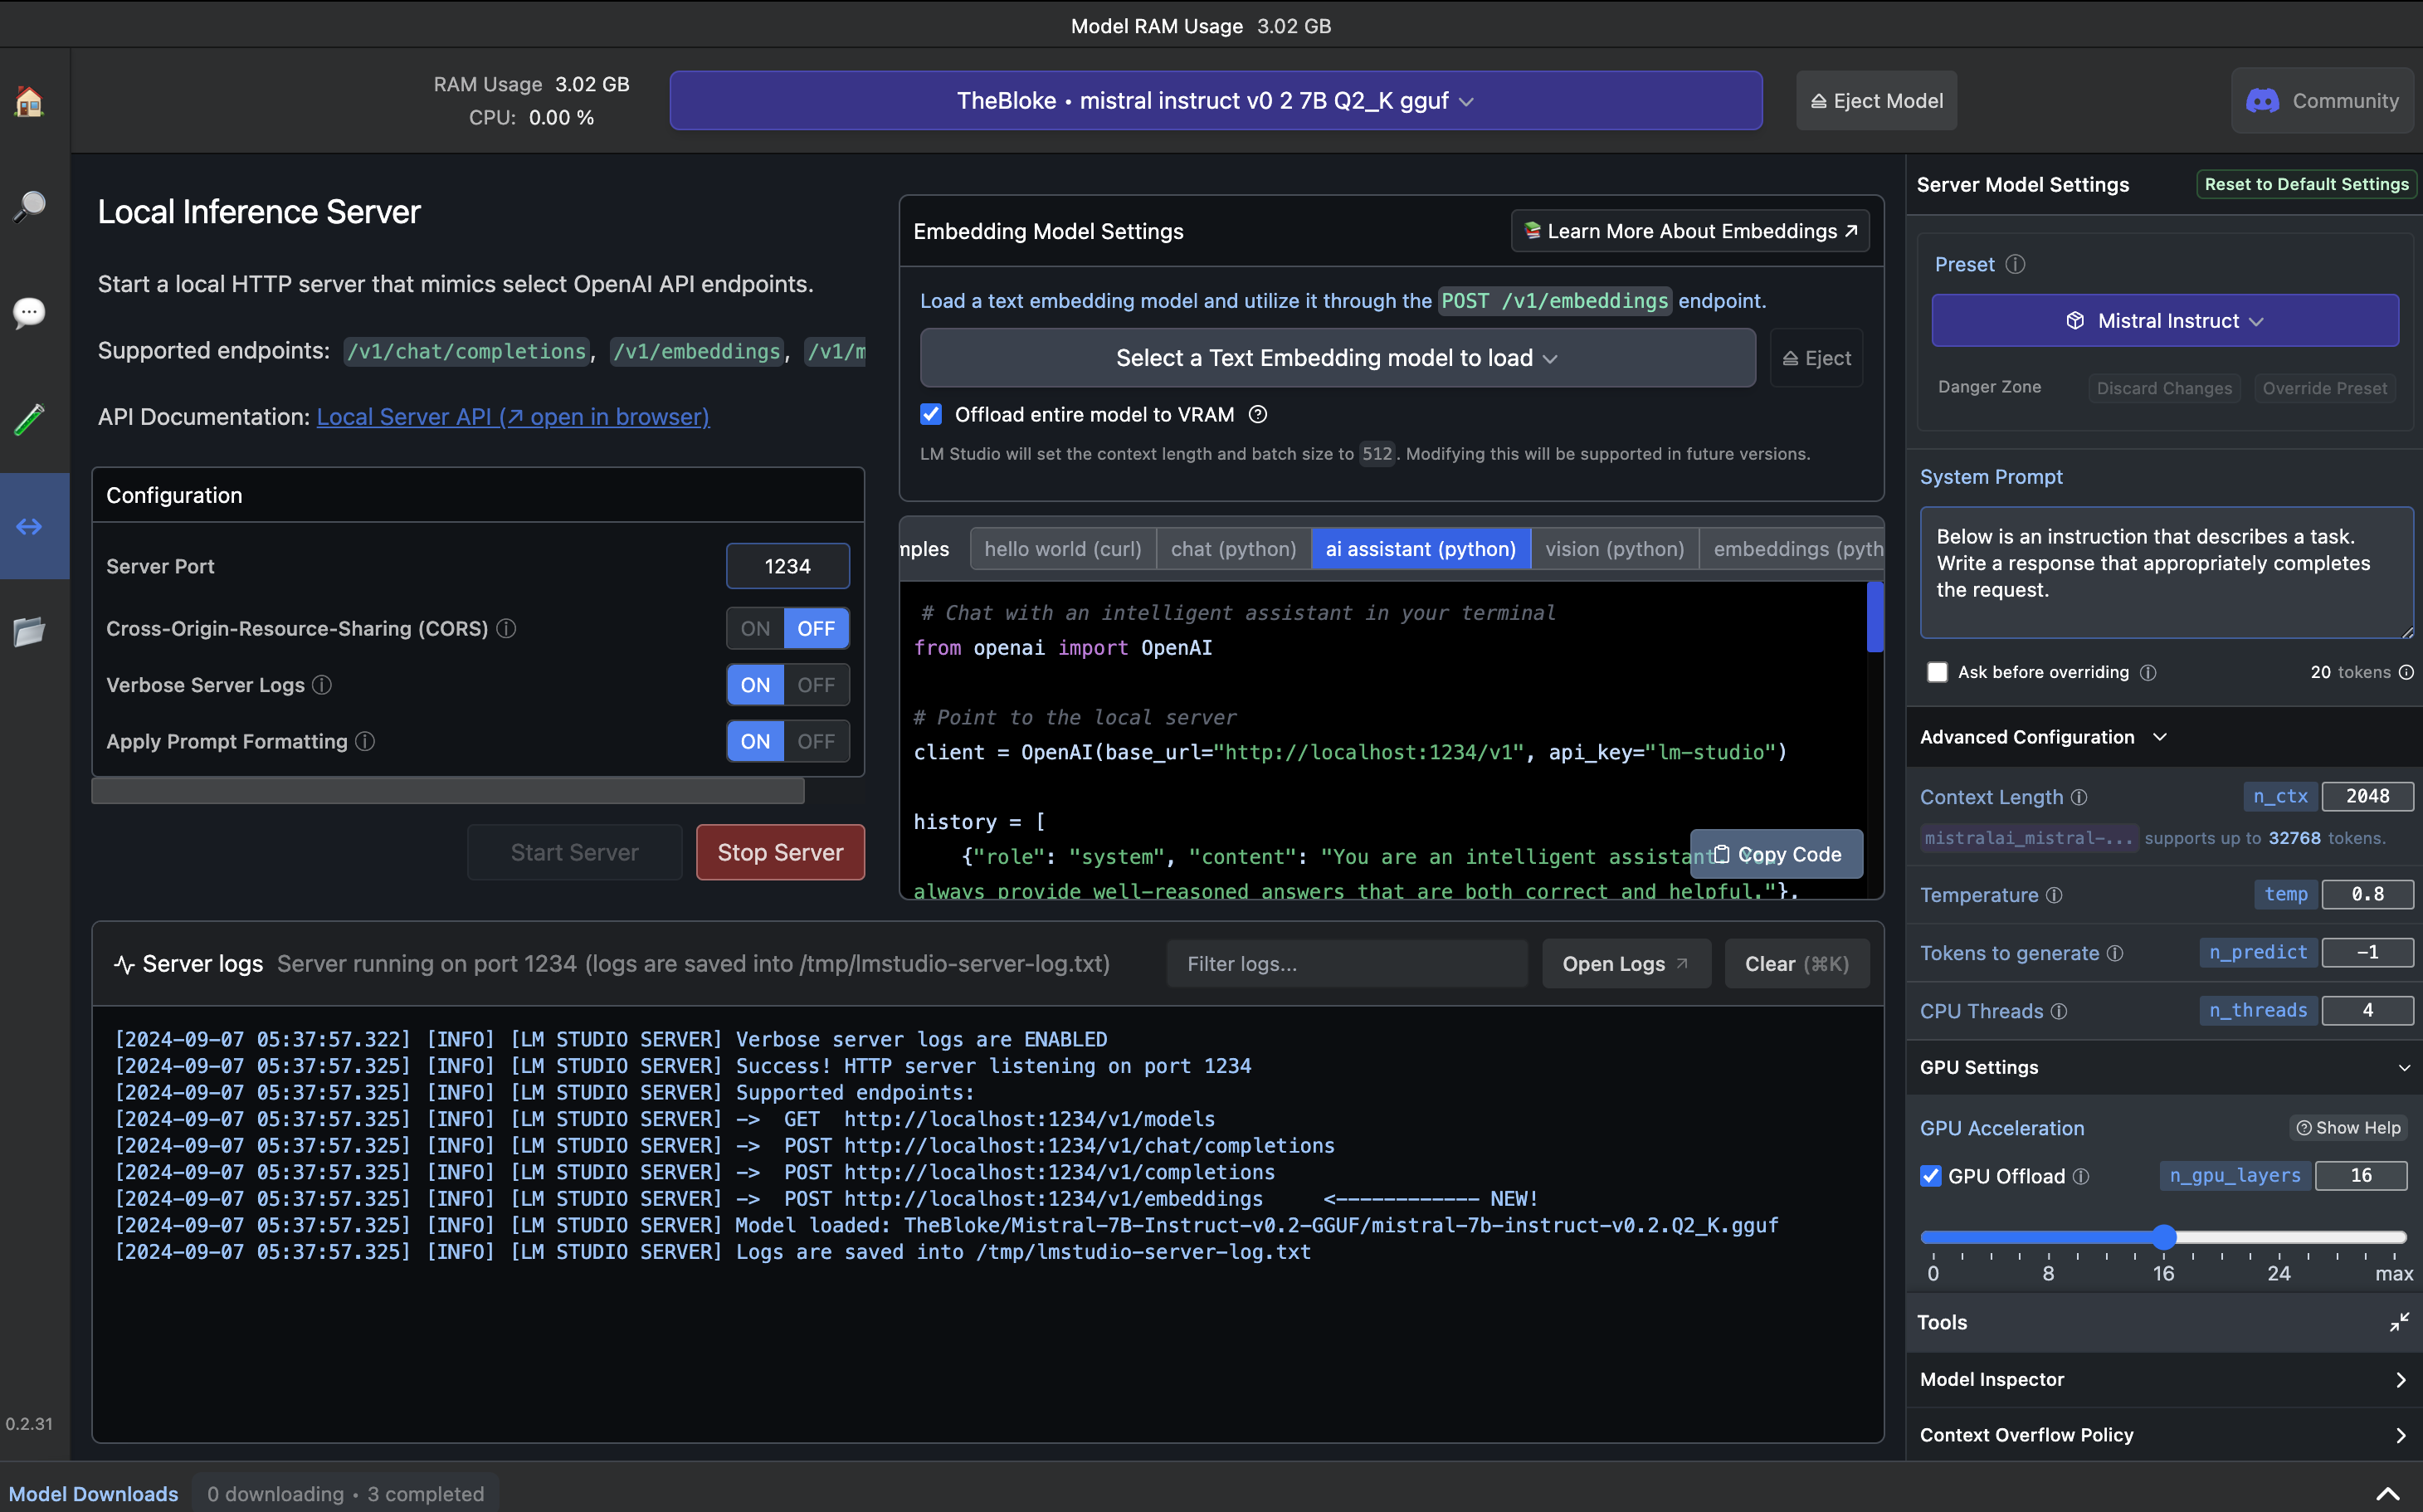 Model RAM Usage 3.02 GB
RAM Usage 3.02 GB
CPU: 0.00 %
TheBloke • mistral instruct v0 2 7B Q2_K gguf
Eject Model
Community
Local Inference Server
Start a local HTTP server that mimics select OpenAI API endpoints.
Supported endpoints: /v1/chat/completions, /v1/embeddings, /v1/m
API Documentation: Local Server API (↗ open in browser)
Configuration
Server Port 1234
Cross-Origin-Resource-Sharing (CORS) ON OFF
Verbose Server Logs ON OFF
Apply Prompt Formatting ON OFF
Start Server Stop Server
Embedding Model Settings
Learn More About Embeddings ↗
Load a text embedding model and utilize it through the POST /v1/embeddings endpoint.
Select a Text Embedding model to load
Eject
Offload entire model to VRAM
LM Studio will set the context length and batch size to 512. Modifying this will be supported in future versions.
mples hello world (curl) chat (python) ai assistant (python) vision (python) embeddings (pyth
# Chat with an intelligent assistant in your terminal
from openai import OpenAI
# Point to the local server
client = OpenAI(base_url="http://localhost:1234/v1", api_key="lm-studio")
history = [
{"role": "system", "content": "You are an intelligent assistant.
Copy Code
always provide well-reasoned answers that are both correct and helpful."},
Server logs Server running on port 1234 (logs are saved into /tmp/lmstudio-server-log.txt)
Filter logs...
Open Logs ↗
Clear (⌘K)
[2024-09-07 05:37:57.322] [INFO] [LM STUDIO SERVER] Verbose server logs are ENABLED
[2024-09-07 05:37:57.325] [INFO] [LM STUDIO SERVER] Success! HTTP server listening on port 1234
[2024-09-07 05:37:57.325] [INFO] [LM STUDIO SERVER] Supported endpoints:
[2024-09-07 05:37:57.325] [INFO] [LM STUDIO SERVER] -> GET http://localhost:1234/v1/models
[2024-09-07 05:37:57.325] [INFO] [LM STUDIO SERVER] -> POST http://localhost:1234/v1/chat/completions
[2024-09-07 05:37:57.325] [INFO] [LM STUDIO SERVER] -> POST http://localhost:1234/v1/completions
[2024-09-07 05:37:57.325] [INFO] [LM STUDIO SERVER] -> POST http://localhost:1234/v1/embeddings <------------ NEW!
[2024-09-07 05:37:57.325] [INFO] [LM STUDIO SERVER] Model loaded: TheBloke/Mistral-7B-Instruct-v0.2-GGUF/mistral-7b-instruct-v0.2.Q2_K.gguf
[2024-09-07 05:37:57.325] [INFO] [LM STUDIO SERVER] Logs are saved into /tmp/lmstudio-server-log.txt
Server Model Settings
Reset to Default Settings
Preset
Mistral Instruct
Danger Zone Discard Changes Override Preset
System Prompt
Below is an instruction that describes a task.
Write a response that appropriately completes
the request.
Ask before overriding 20 tokens
Advanced Configuration
Context Length n_ctx 2048
mistralai_mistral-... supports up to 32768 tokens.
Temperature temp 0.8
Tokens to generate n_predict -1
CPU Threads n_threads 4
GPU Settings
GPU Acceleration Show Help
GPU Offload n_gpu_layers 16
0 8 16 24 max
Tools
Model Inspector
Context Overflow Policy
0.2.31
Model Downloads 0 downloading • 3 completed